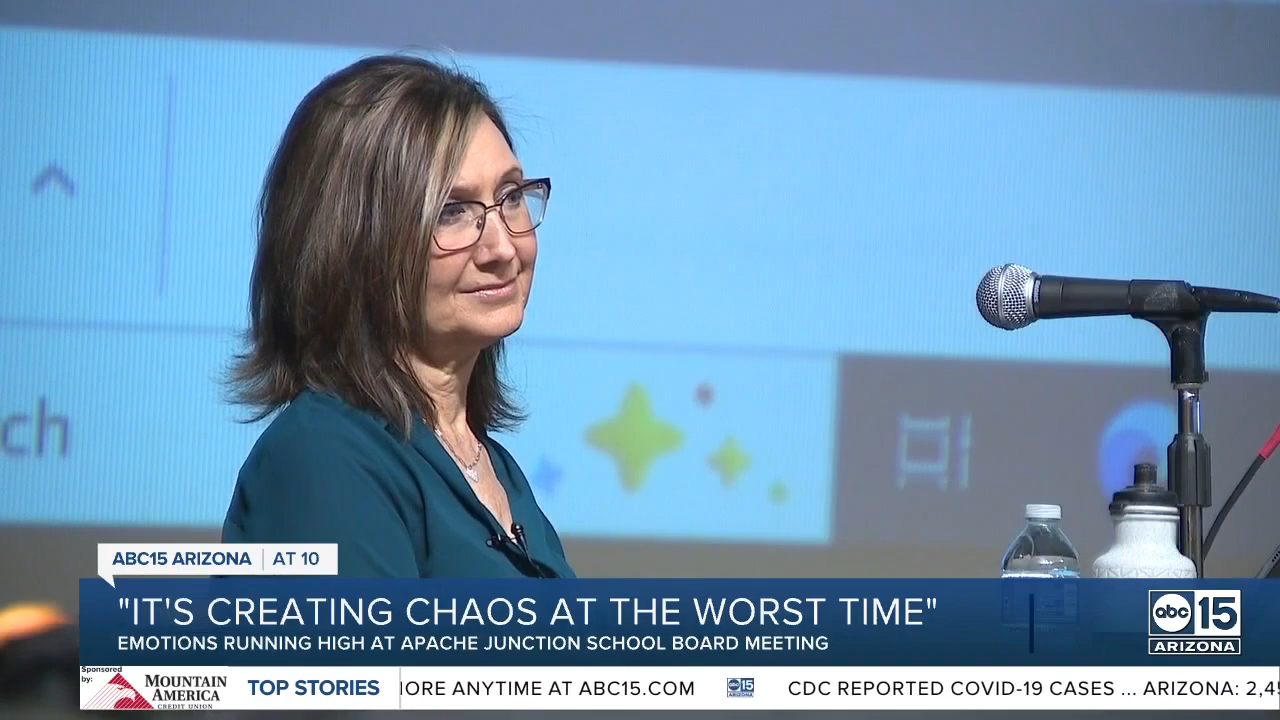 ch
ABC15 ARIZONA | AT 10
"IT'S CREATING CHAOS AT THE WORST TIME"
EMOTIONS RUNNING HIGH AT APACHE JUNCTION SCHOOL BOARD MEETING
abc 15
ARIZONA
Sponsored
by:
MOUNTAIN
AMERICA
CREDIT UNION
TOP STORIES
ORE ANYTIME AT ABC15.COM
abc 15
ARIZONA
CDC REPORTED COVID-19 CASES ... ARIZONA: 2,4